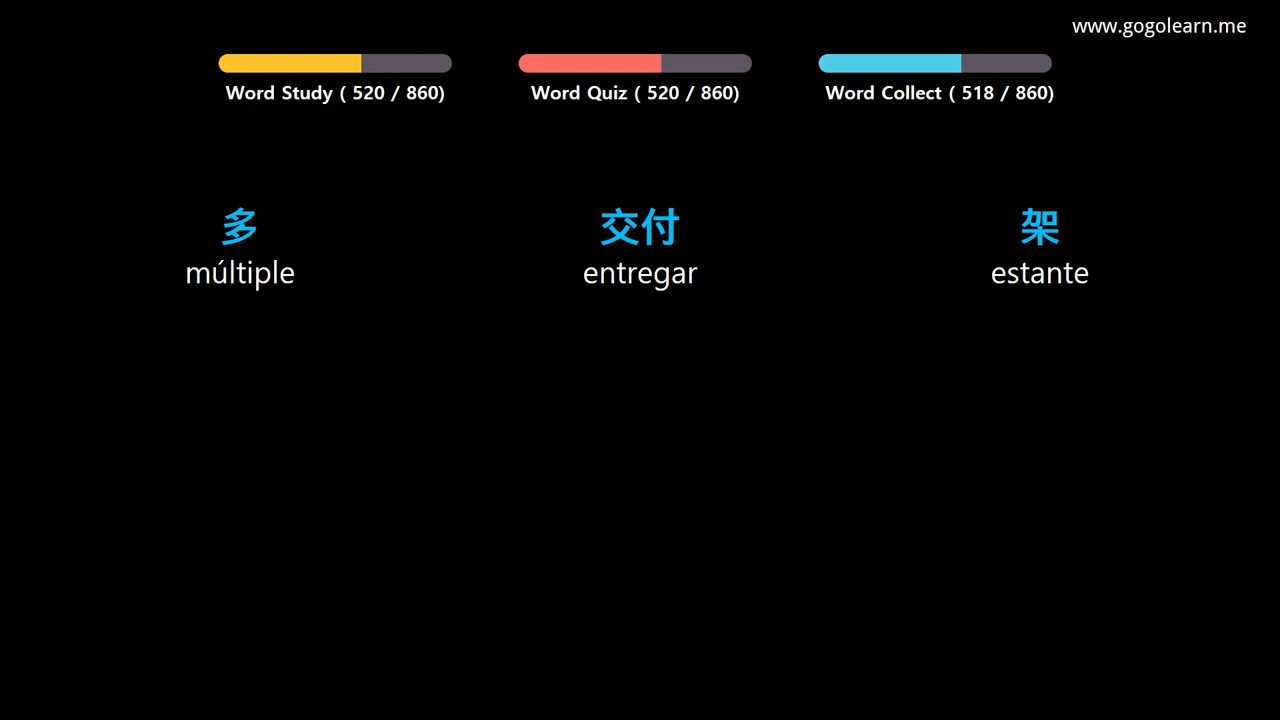 www.gogolearn.me
Word Study ( 520 / 860)
Word Quiz ( 520 / 860)
Word Collect ( 518 / 860)
多
múltiple
交付
entregar
架
estante